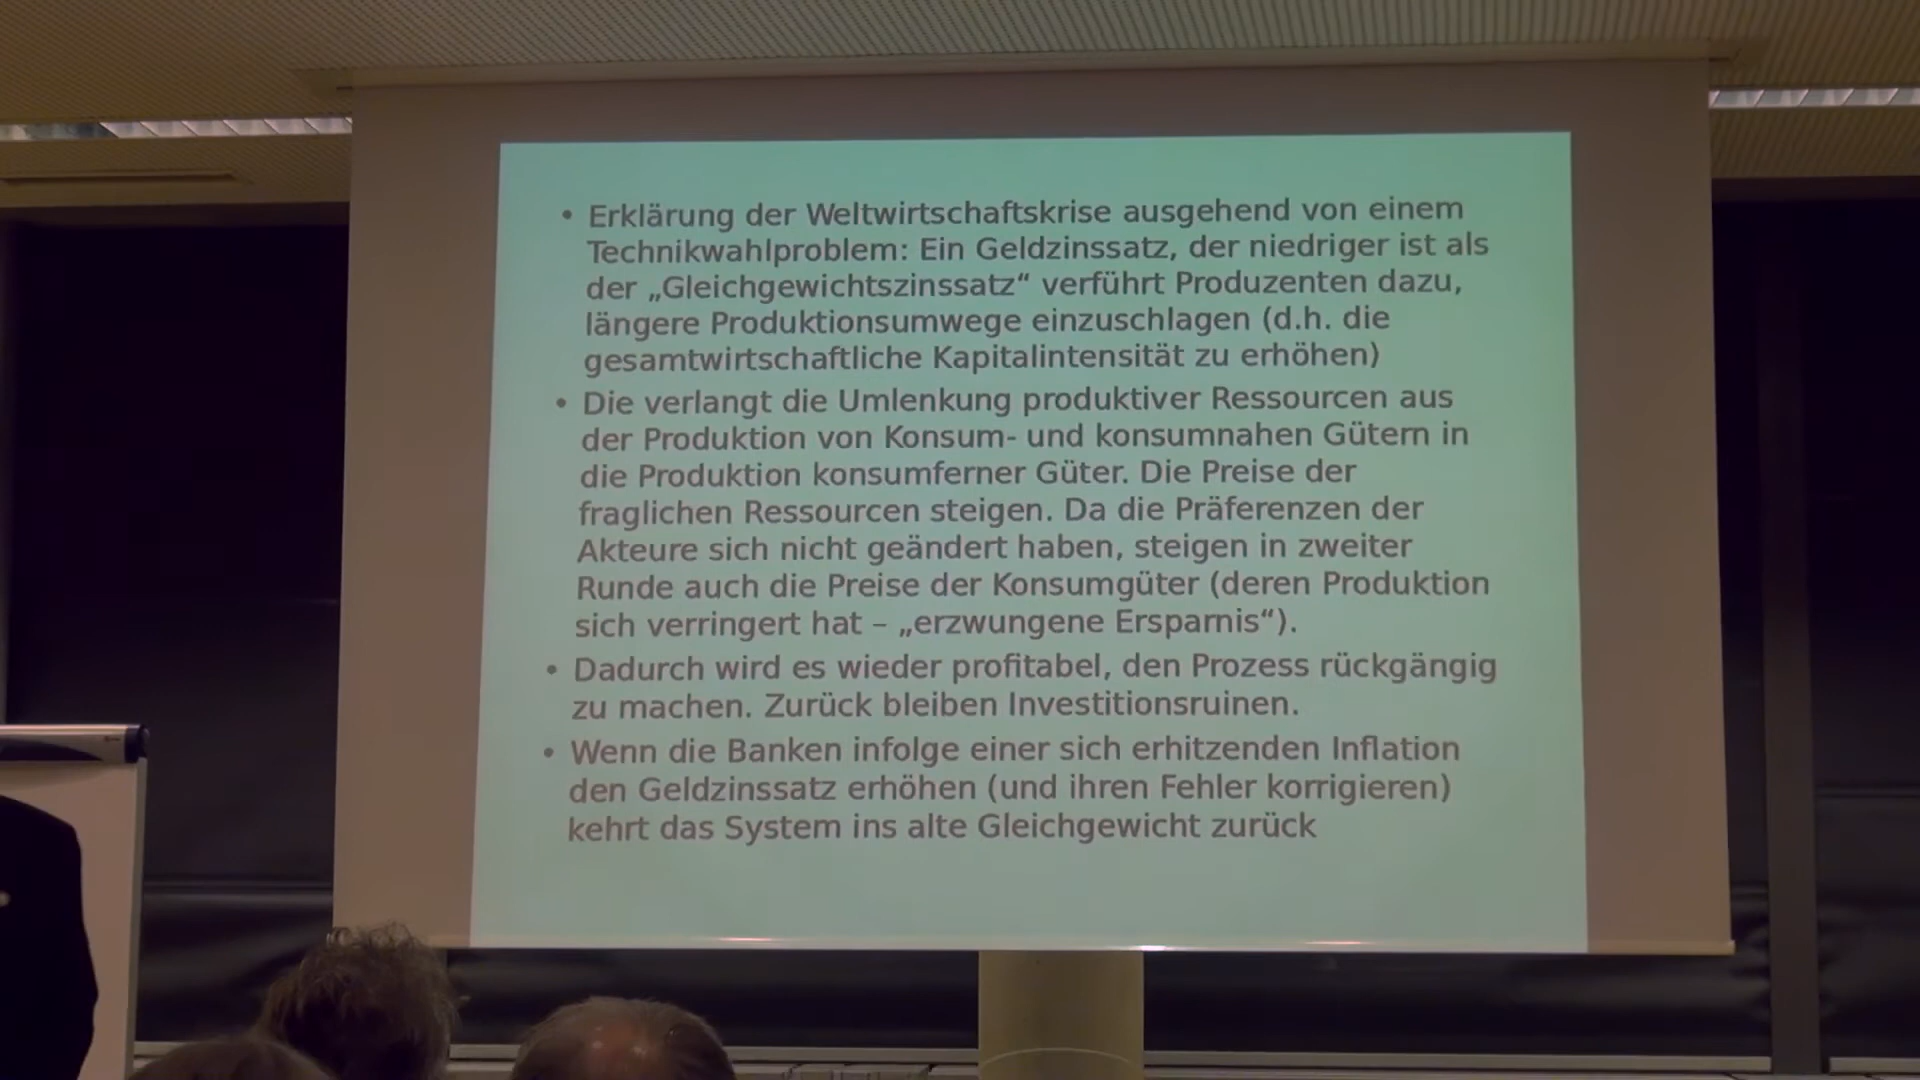 • Erklärung der Weltwirtschaftskrise ausgehend von einem
Technikwahlproblem: Ein Geldzinssatz, der niedriger ist als
der „Gleichgewichtszinssatz“ verführt Produzenten dazu,
längere Produktionsumwege einzuschlagen (d.h. die
gesamtwirtschaftliche Kapitalintensität zu erhöhen)
• Die verlangt die Umlenkung produktiver Ressourcen aus
der Produktion von Konsum- und konsumnahen Gütern in
die Produktion konsumferner Güter. Die Preise der
fraglichen Ressourcen steigen. Da die Präferenzen der
Akteure sich nicht geändert haben, steigen in zweiter
Runde auch die Preise der Konsumgüter (deren Produktion
sich verringert hat – „erzwungene Ersparnis“).
• Dadurch wird es wieder profitabel, den Prozess rückgängig
zu machen. Zurück bleiben Investitionsruinen.
• Wenn die Banken infolge einer sich erhitzenden Inflation
den Geldzinssatz erhöhen (und ihren Fehler korrigieren)
kehrt das System ins alte Gleichgewicht zurück